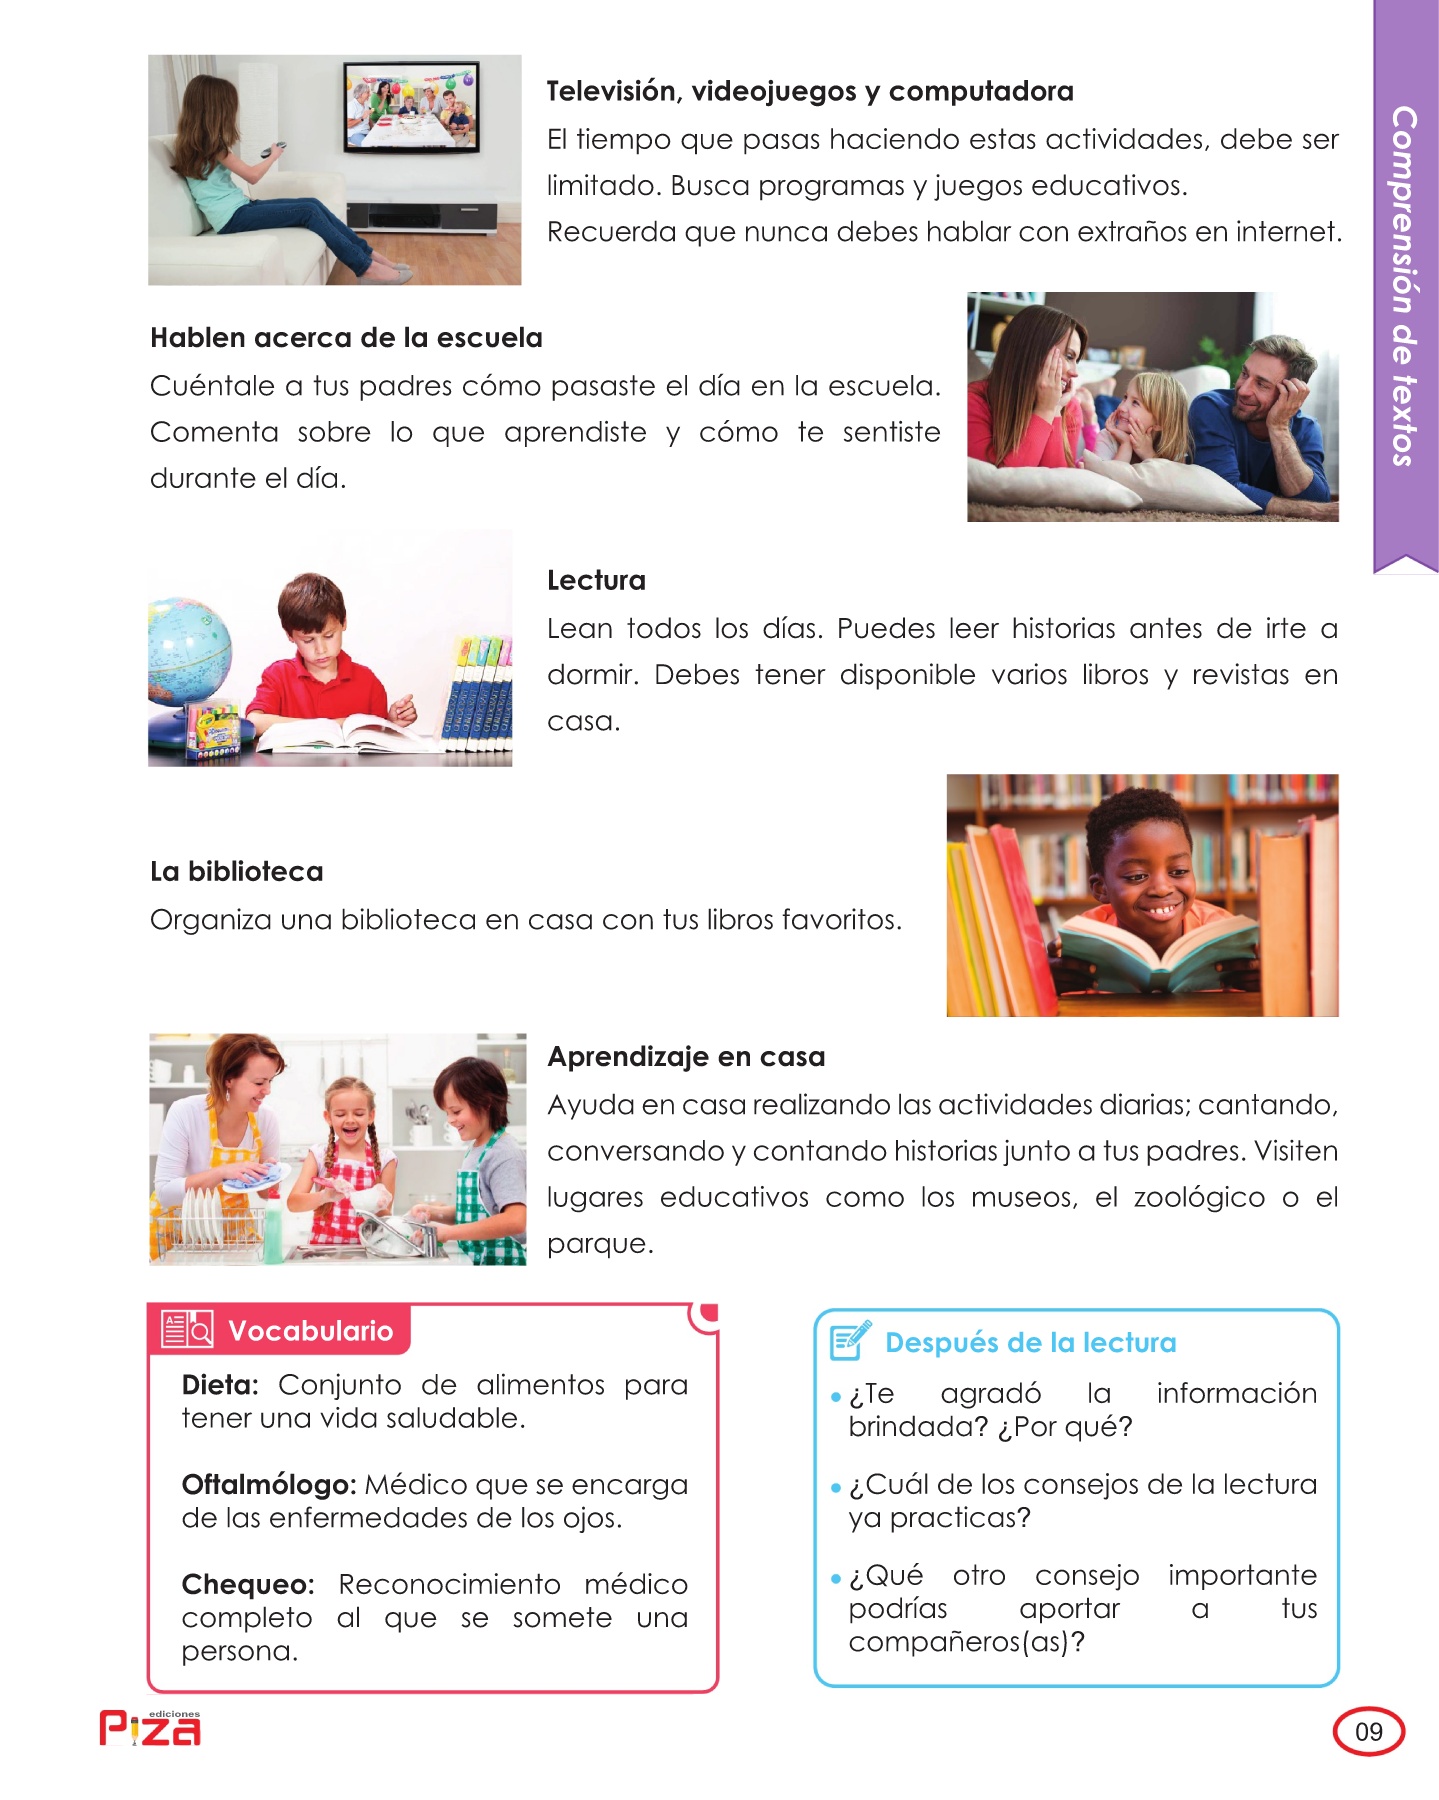 Comprensión de textos
Televisión, videojuegos y computadora
El tiempo que pasas haciendo estas actividades, debe ser
limitado. Busca programas y juegos educativos.
Recuerda que nunca debes hablar con extraños en internet.
Hablen acerca de la escuela
Cuéntale a tus padres cómo pasaste el día en la escuela.
Comenta sobre lo que aprendiste y cómo te sentiste
durante el día.
Lectura
Lean todos los días. Puedes leer historias antes de irte a
dormir. Debes tener disponible varios libros y revistas en
casa.
La biblioteca
Organiza una biblioteca en casa con tus libros favoritos.
Aprendizaje en casa
Ayuda en casa realizando las actividades diarias; cantando,
conversando y contando historias junto a tus padres. Visiten
lugares educativos como los museos, el zoológico o el
parque.
Vocabulario
Dieta: Conjunto de alimentos para
tener una vida saludable.
Oftalmólogo: Médico que se encarga
de las enfermedades de los ojos.
Chequeo: Reconocimiento médico
completo al que se somete una
persona.
Después de la lectura
• ¿Te agradó la información
brindada? ¿Por qué?
• ¿Cuál de los consejos de la lectura
ya practicas?
• ¿Qué otro consejo importante
podrías aportar a tus
compañeros(as)?
ediciones
Piza
09